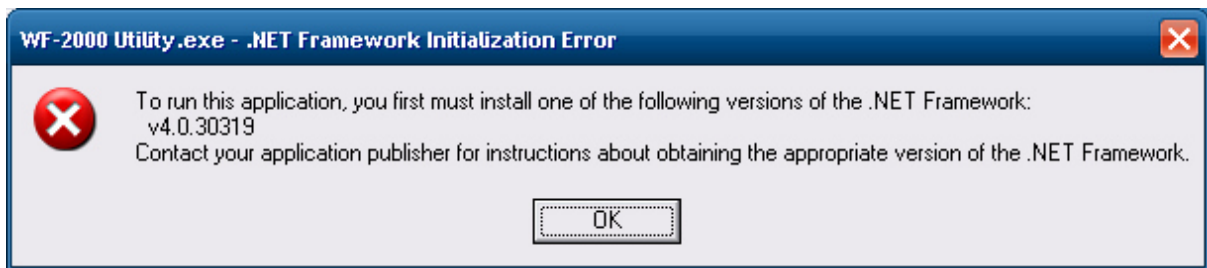 WF-2000 Utility.exe - .NET Framework Initialization Error
To run this application, you first must install one of the following versions of the .NET Framework:
v4.0.30319
Contact your application publisher for instructions about obtaining the appropriate version of the .NET Framework.
OK